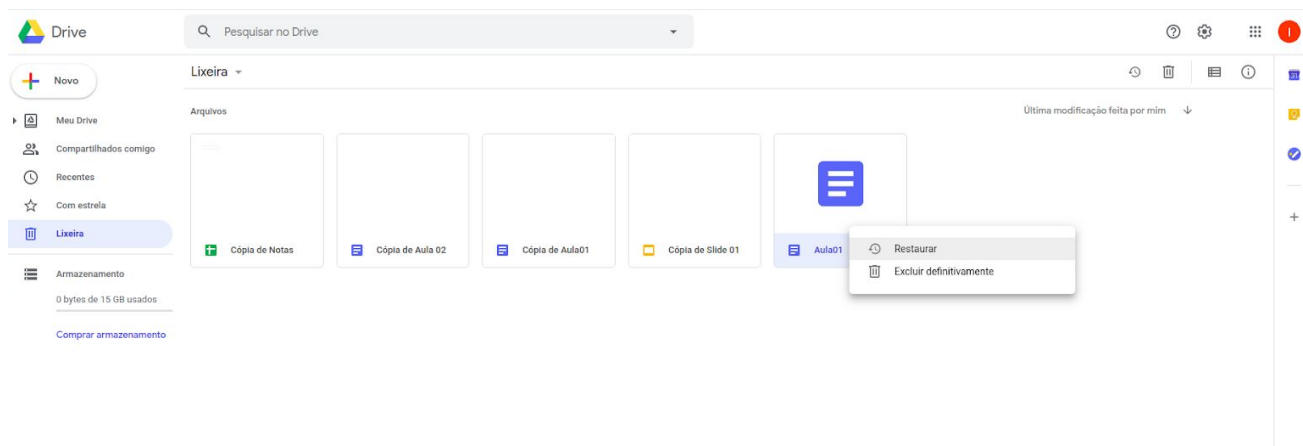 Drive
Pesquisar no Drive
Novo
Lixeira
Meu Drive
Arquivos
Última modificação feita por mim
Compartilhados comigo
Recentes
Com estrela
Lixeira
Cópia de Notas
Cópia de Aula 02
Cópia de Aula01
Cópia de Slide 01
Aula01
Restaurar
Excluir definitivamente
Armazenamento
0 bytes de 15 GB usados
Comprar armazenamento
I
31